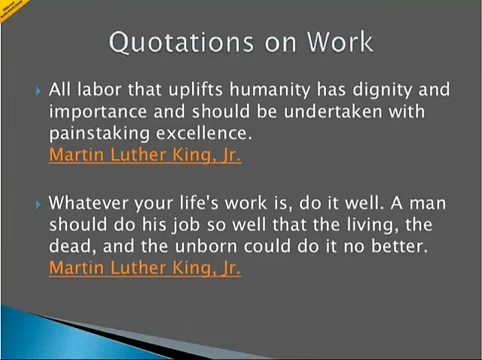 Quotations on Work
All labor that uplifts humanity has dignity and
importance and should be undertaken with
painstaking excellence.
Martin Luther King, Jr.
Whatever your life's work is, do it well. A man
should do his job so well that the living, the
dead, and the unborn could do it no better.
Martin Luther King, Jr.